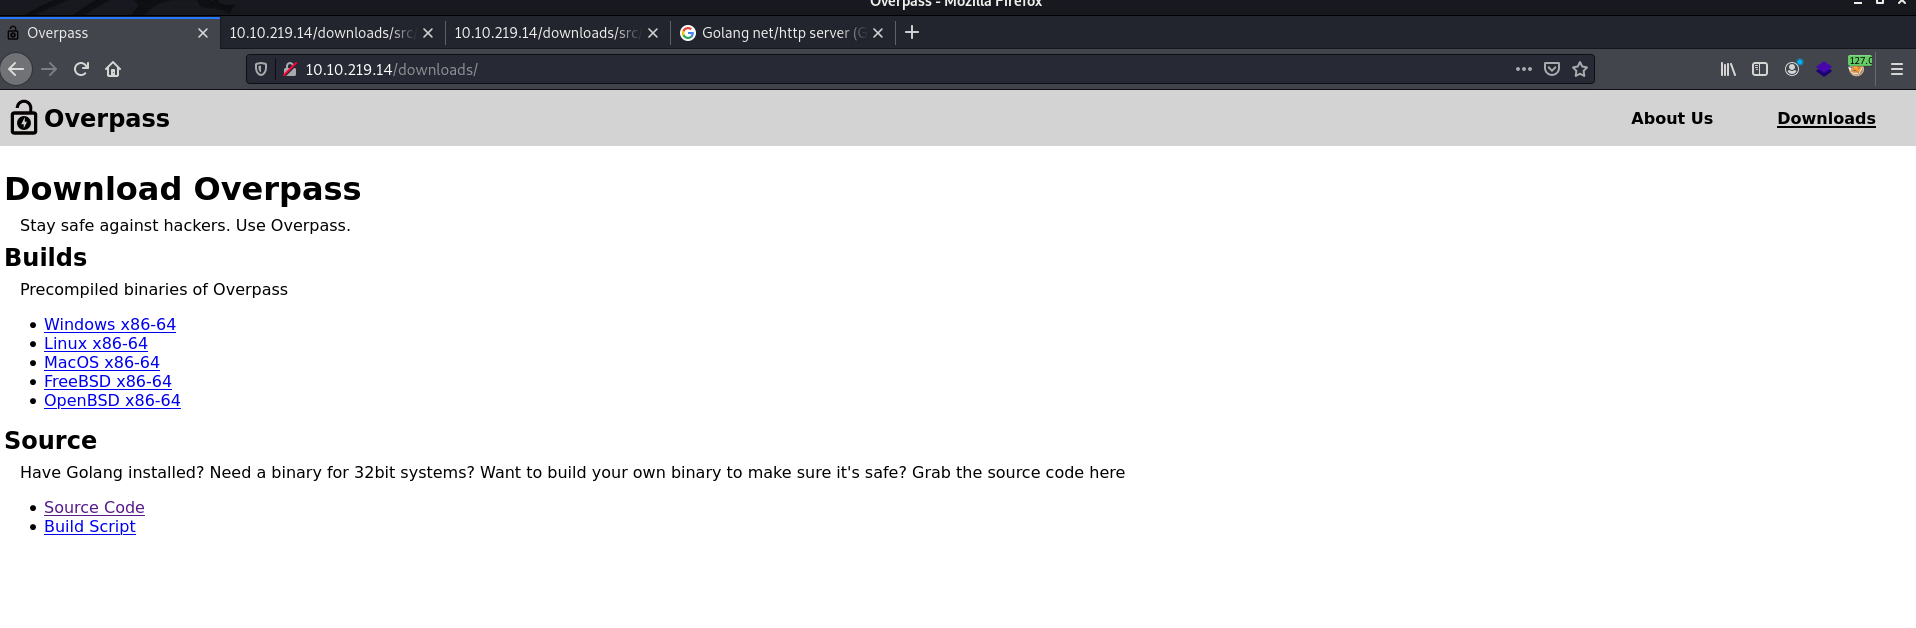 Overpass - Mozilla Firefox
Overpass
10.10.219.14/downloads/src/
10.10.219.14/downloads/src/
Golang net/http server (G
10.10.219.14/downloads/
127.0
Overpass
About Us
Downloads
Download Overpass
Stay safe against hackers. Use Overpass.
Builds
Precompiled binaries of Overpass
Windows x86-64
Linux x86-64
MacOS x86-64
FreeBSD x86-64
OpenBSD x86-64
Source
Have Golang installed? Need a binary for 32bit systems? Want to build your own binary to make sure it's safe? Grab the source code here
Source Code
Build Script